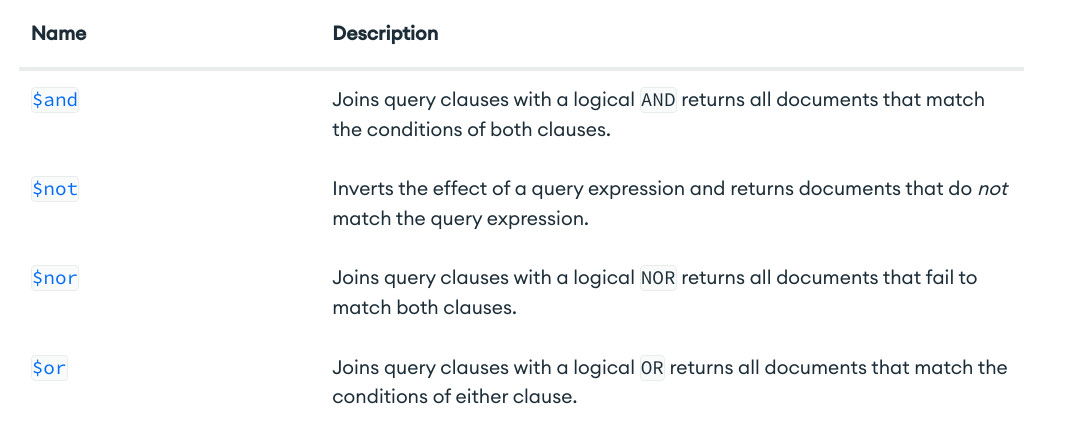 Name Description
$and Joins query clauses with a logical AND returns all documents that match
the conditions of both clauses.
$not Inverts the effect of a query expression and returns documents that do not
match the query expression.
$nor Joins query clauses with a logical NOR returns all documents that fail to
match both clauses.
$or Joins query clauses with a logical OR returns all documents that match the
conditions of either clause.